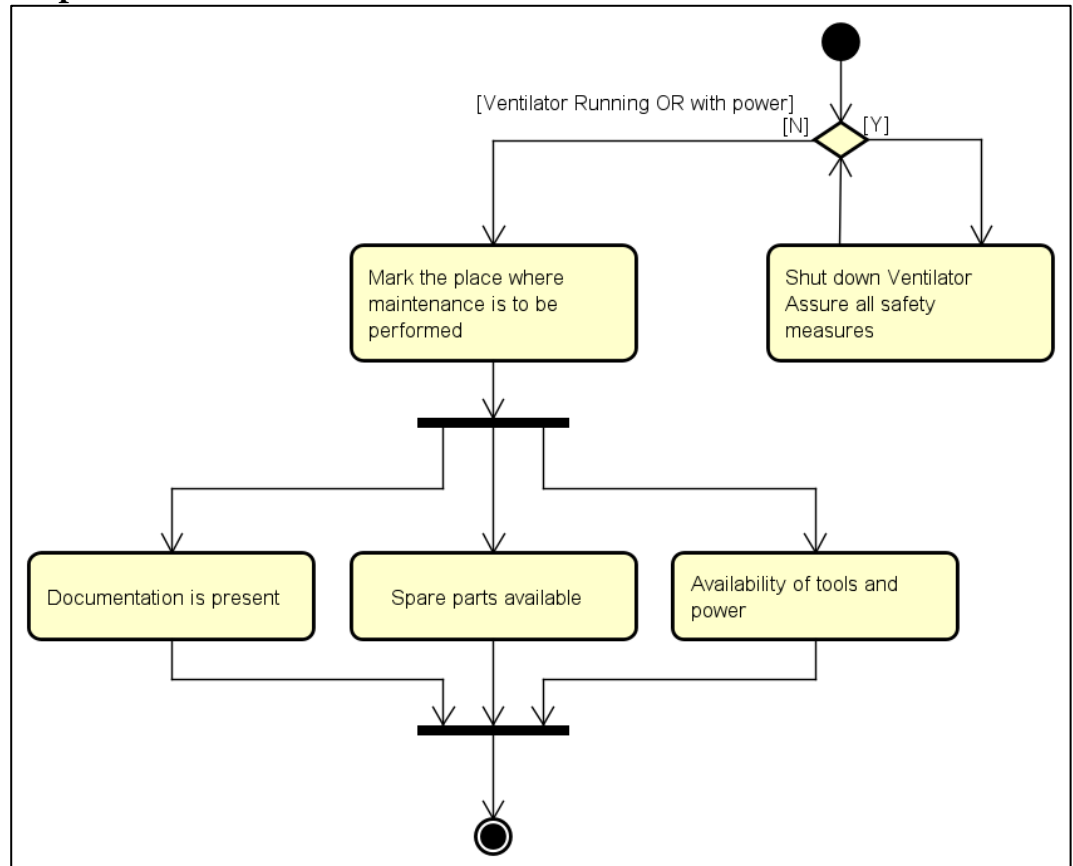 [Ventilator Running OR with power]
[N]
[Y]
Mark the place where
maintenance is to be
performed
Shut down Ventilator
Assure all safety
measures
Documentation is present
Spare parts available
Availability of tools and
power